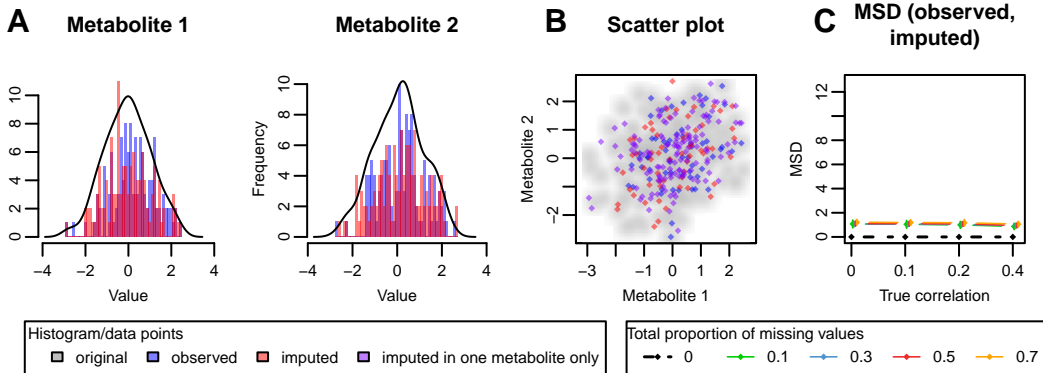 A Metabolite 1 Metabolite 2 B Scatter plot C MSD (observed,
imputed)
0 2 4 6 8 10
−4 −2 0 2 4
Value
Frequency
0 2 4 6 8 10
−4 −2 0 2 4
Value
Metabolite 2
−2 0 1 2
−3 −1 0 1 2
Metabolite 1
MSD
0 2 4 6 8 12
0 0.1 0.2 0.4
True correlation
Histogram/data points
original observed imputed imputed in one metabolite only
Total proportion of missing values
0 0.1 0.3 0.5 0.7